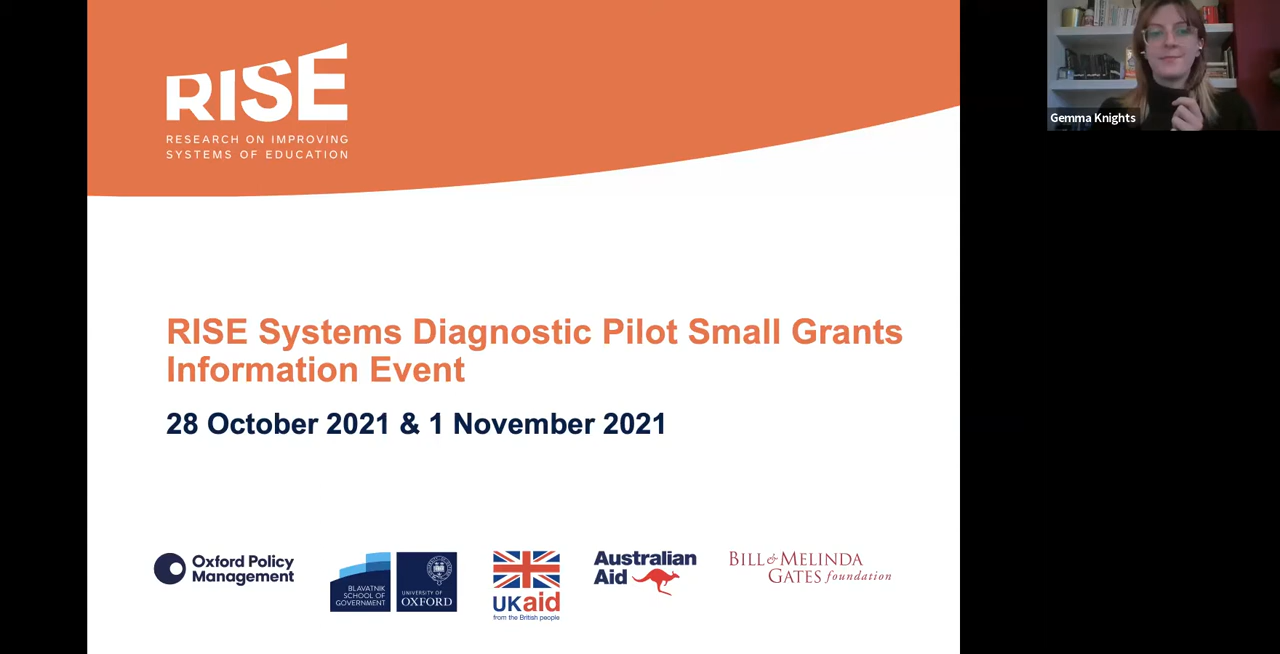 RISE
RESEARCH ON IMPROVING
SYSTEMS OF EDUCATION
Gemma Knights
RISE Systems Diagnostic Pilot Small Grants
Information Event
28 October 2021 & 1 November 2021
Oxford Policy
Management
BLAVATNIK
SCHOOL OF
GOVERNMENT
UNIVERSITY OF
OXFORD
UKaid
from the British people
Australian
Aid
BILL & MELINDA
GATES foundation